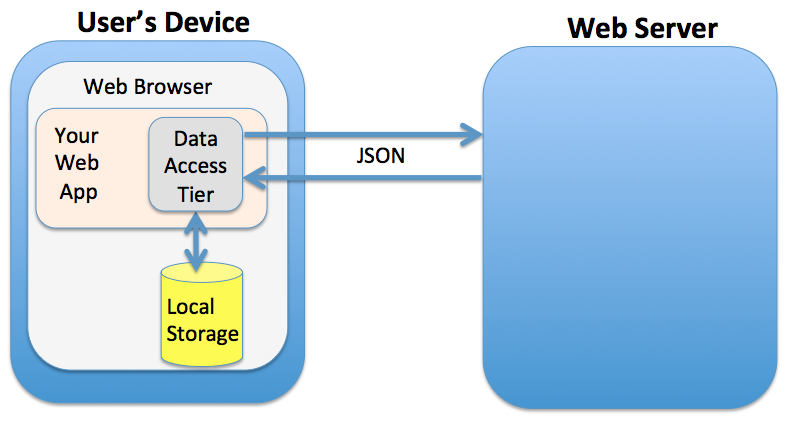 User's Device
Web Server
Web Browser
Your
Web
App
Data
Access
Tier
JSON
Local
Storage